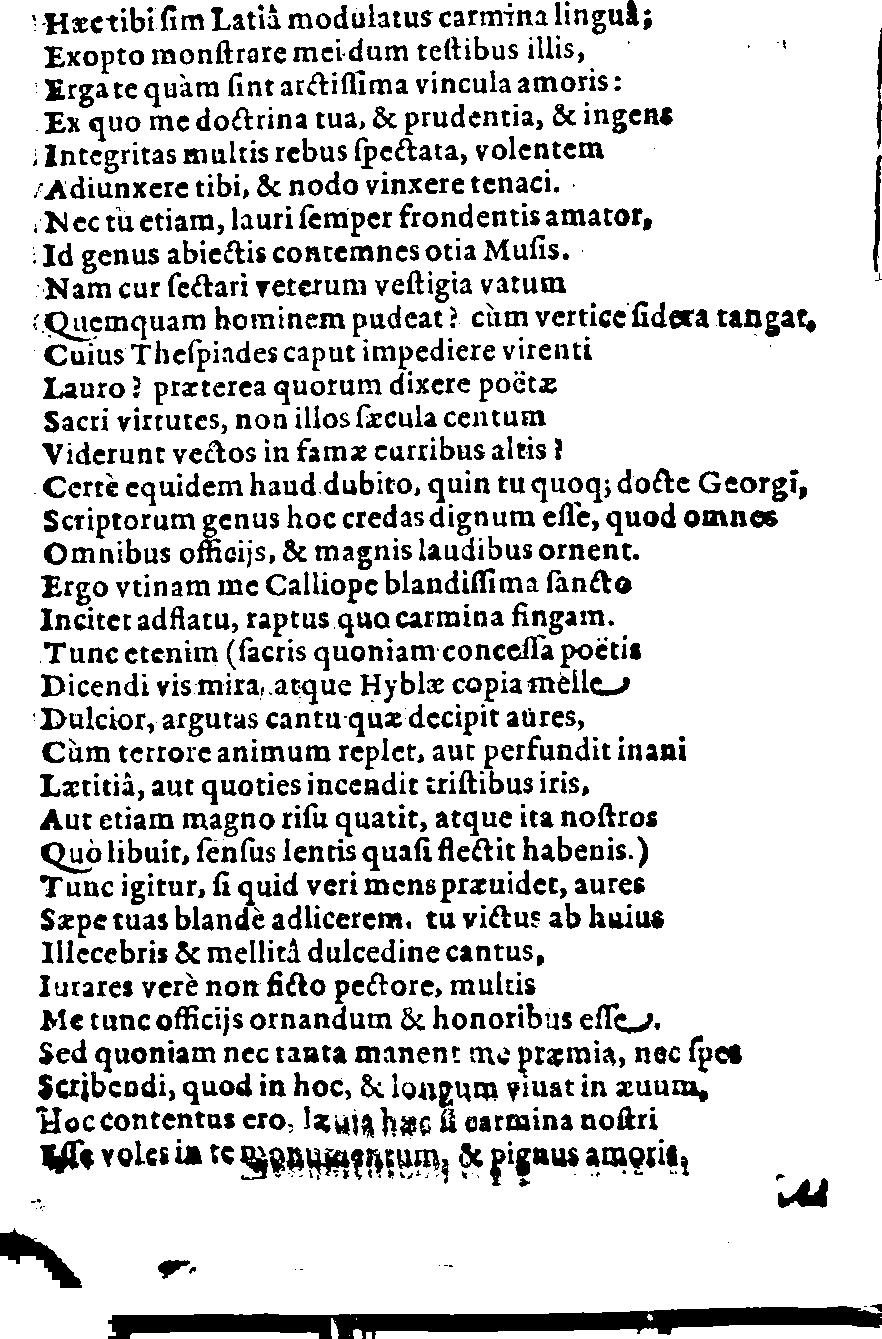 Hæc tibi ſim Latiâ modulatus carmina linguâ;
Exopto monſtrare mei dum teſtibus illis,
Erga te quàm ſint arctiſſima vincula amoris:
Ex quo me doctrina tua, & prudentia, & ingens
Integritas multis rebus ſpectata, volentem
Adiunxere tibi, & nodo vinxere tenaci.
Nec tù etiam, lauri ſemper frondentis amator,
Id genus abiectis contemnes otia Muſis.
Nam cur ſectari veterum veſtigia vatum
Quemquam hominem pudeat? cùm vertice ſidera tangat,
Cuius Theſpiades caput impediere virenti
Lauro? præterea quorum dixere poëtæ
Sacri virtutes, non illos ſæcula centum
Viderunt vectos in famæ curribus altis?
Certè equidem haud dubito, quin tu quoq; docte Georgî,
Scriptorum genus hoc credas dignum eſſe, quod omnes
Omnibus officijs, & magnis laudibus ornent.
Ergo vtinam me Calliope blandiſſima ſancto
Incitet adflatu, raptus quo carmina fingam.
Tunc etenim (ſacris quoniam conceſſa poëtis
Dicendi vis mira, atque Hyblæ copia melle
Dulcior, argutas cantu quæ decipit aures,
Cùm terrore animum replet, aut perfundit inani
Lætitiâ, aut quoties incendit triſtibus iris,
Aut etiam magno riſu quatit, atque ita noſtros
Quò libuit, ſenſus lentis quaſi flectit habenis.)
Tunc igitur, ſi quid veri mens præuidet, aures
Sæpe tuas blandè adlicerem. tu victus ab huius
Illecebris & mellitâ dulcedine cantus,
Iurares verè non ficto pectore, multis
Me tunc officijs ornandum & honoribus eſſe.
Sed quoniam nec tanta manent me præmia, nec ſpes
Scribendi, quod in hoc, & longum viuat in æuum,
Hoc contentus ero, læuia hæc ſi carmina noſtri
Eſſe voles in te monumentum, & pignus amoris,